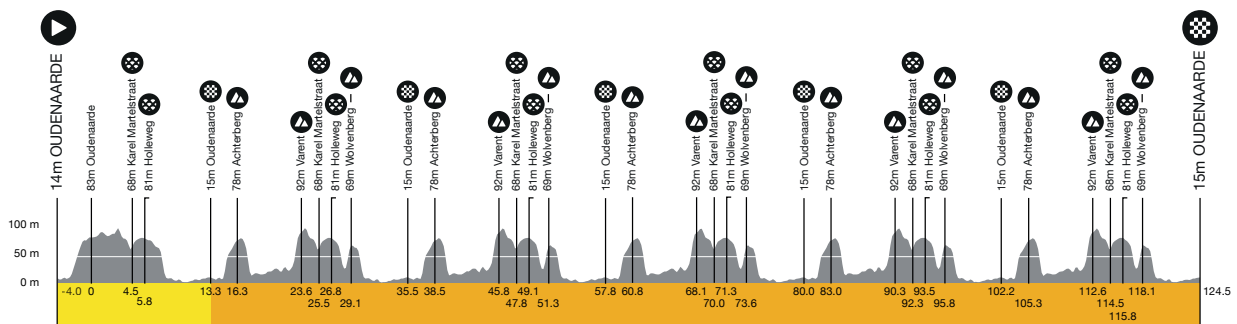 14m OUDENAARDE
83m Oudenaarde
68m Karel Martelstraat
81m Holleweg
15m Oudenaarde
78m Achterberg
92m Varent
68m Karel Martelstraat
81m Holleweg
69m Wolvenberg
15m Oudenaarde
78m Achterberg
92m Varent
68m Karel Martelstraat
81m Holleweg
69m Wolvenberg
15m Oudenaarde
78m Achterberg
92m Varent
68m Karel Martelstraat
81m Holleweg
69m Wolvenberg
15m Oudenaarde
78m Achterberg
92m Varent
68m Karel Martelstraat
81m Holleweg
69m Wolvenberg
15m Oudenaarde
78m Achterberg
92m Varent
68m Karel Martelstraat
81m Holleweg
69m Wolvenberg
15m OUDENAARDE
100 m
50 m
0 m
-4.0 0 4.5 13.3 16.3 23.6 26.8 35.5 38.5 45.8 49.1 57.8 60.8 68.1 71.3 80.0 83.0 90.3 93.5 102.2 112.6 118.1 124.5
5.8 25.5 29.1 47.8 51.3 70.0 73.6 92.3 95.8 105.3 114.5
115.8